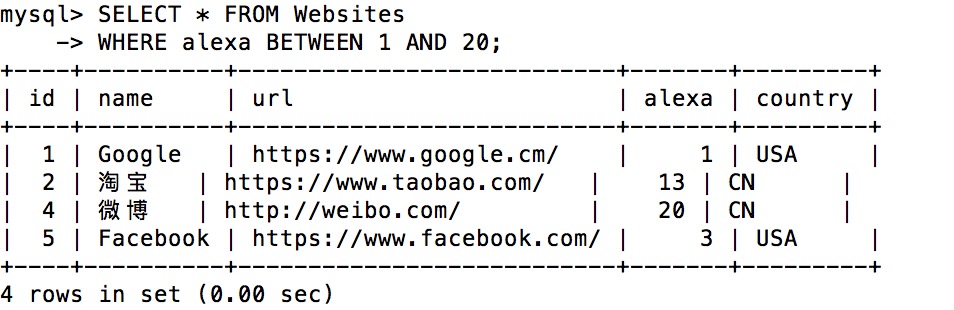 mysql> SELECT * FROM Websites
    -> WHERE alexa BETWEEN 1 AND 20;
+----+----------+---------------------------+-------+---------+
| id | name     | url                       | alexa | country |
+----+----------+---------------------------+-------+---------+
|  1 | Google   | https://www.google.cm/    |     1 | USA     |
|  2 | 淘宝   | https://www.taobao.com/   |    13 | CN      |
|  4 | 微博   | http://weibo.com/         |    20 | CN      |
|  5 | Facebook | https://www.facebook.com/ |     3 | USA     |
+----+----------+---------------------------+-------+---------+
4 rows in set (0.00 sec)